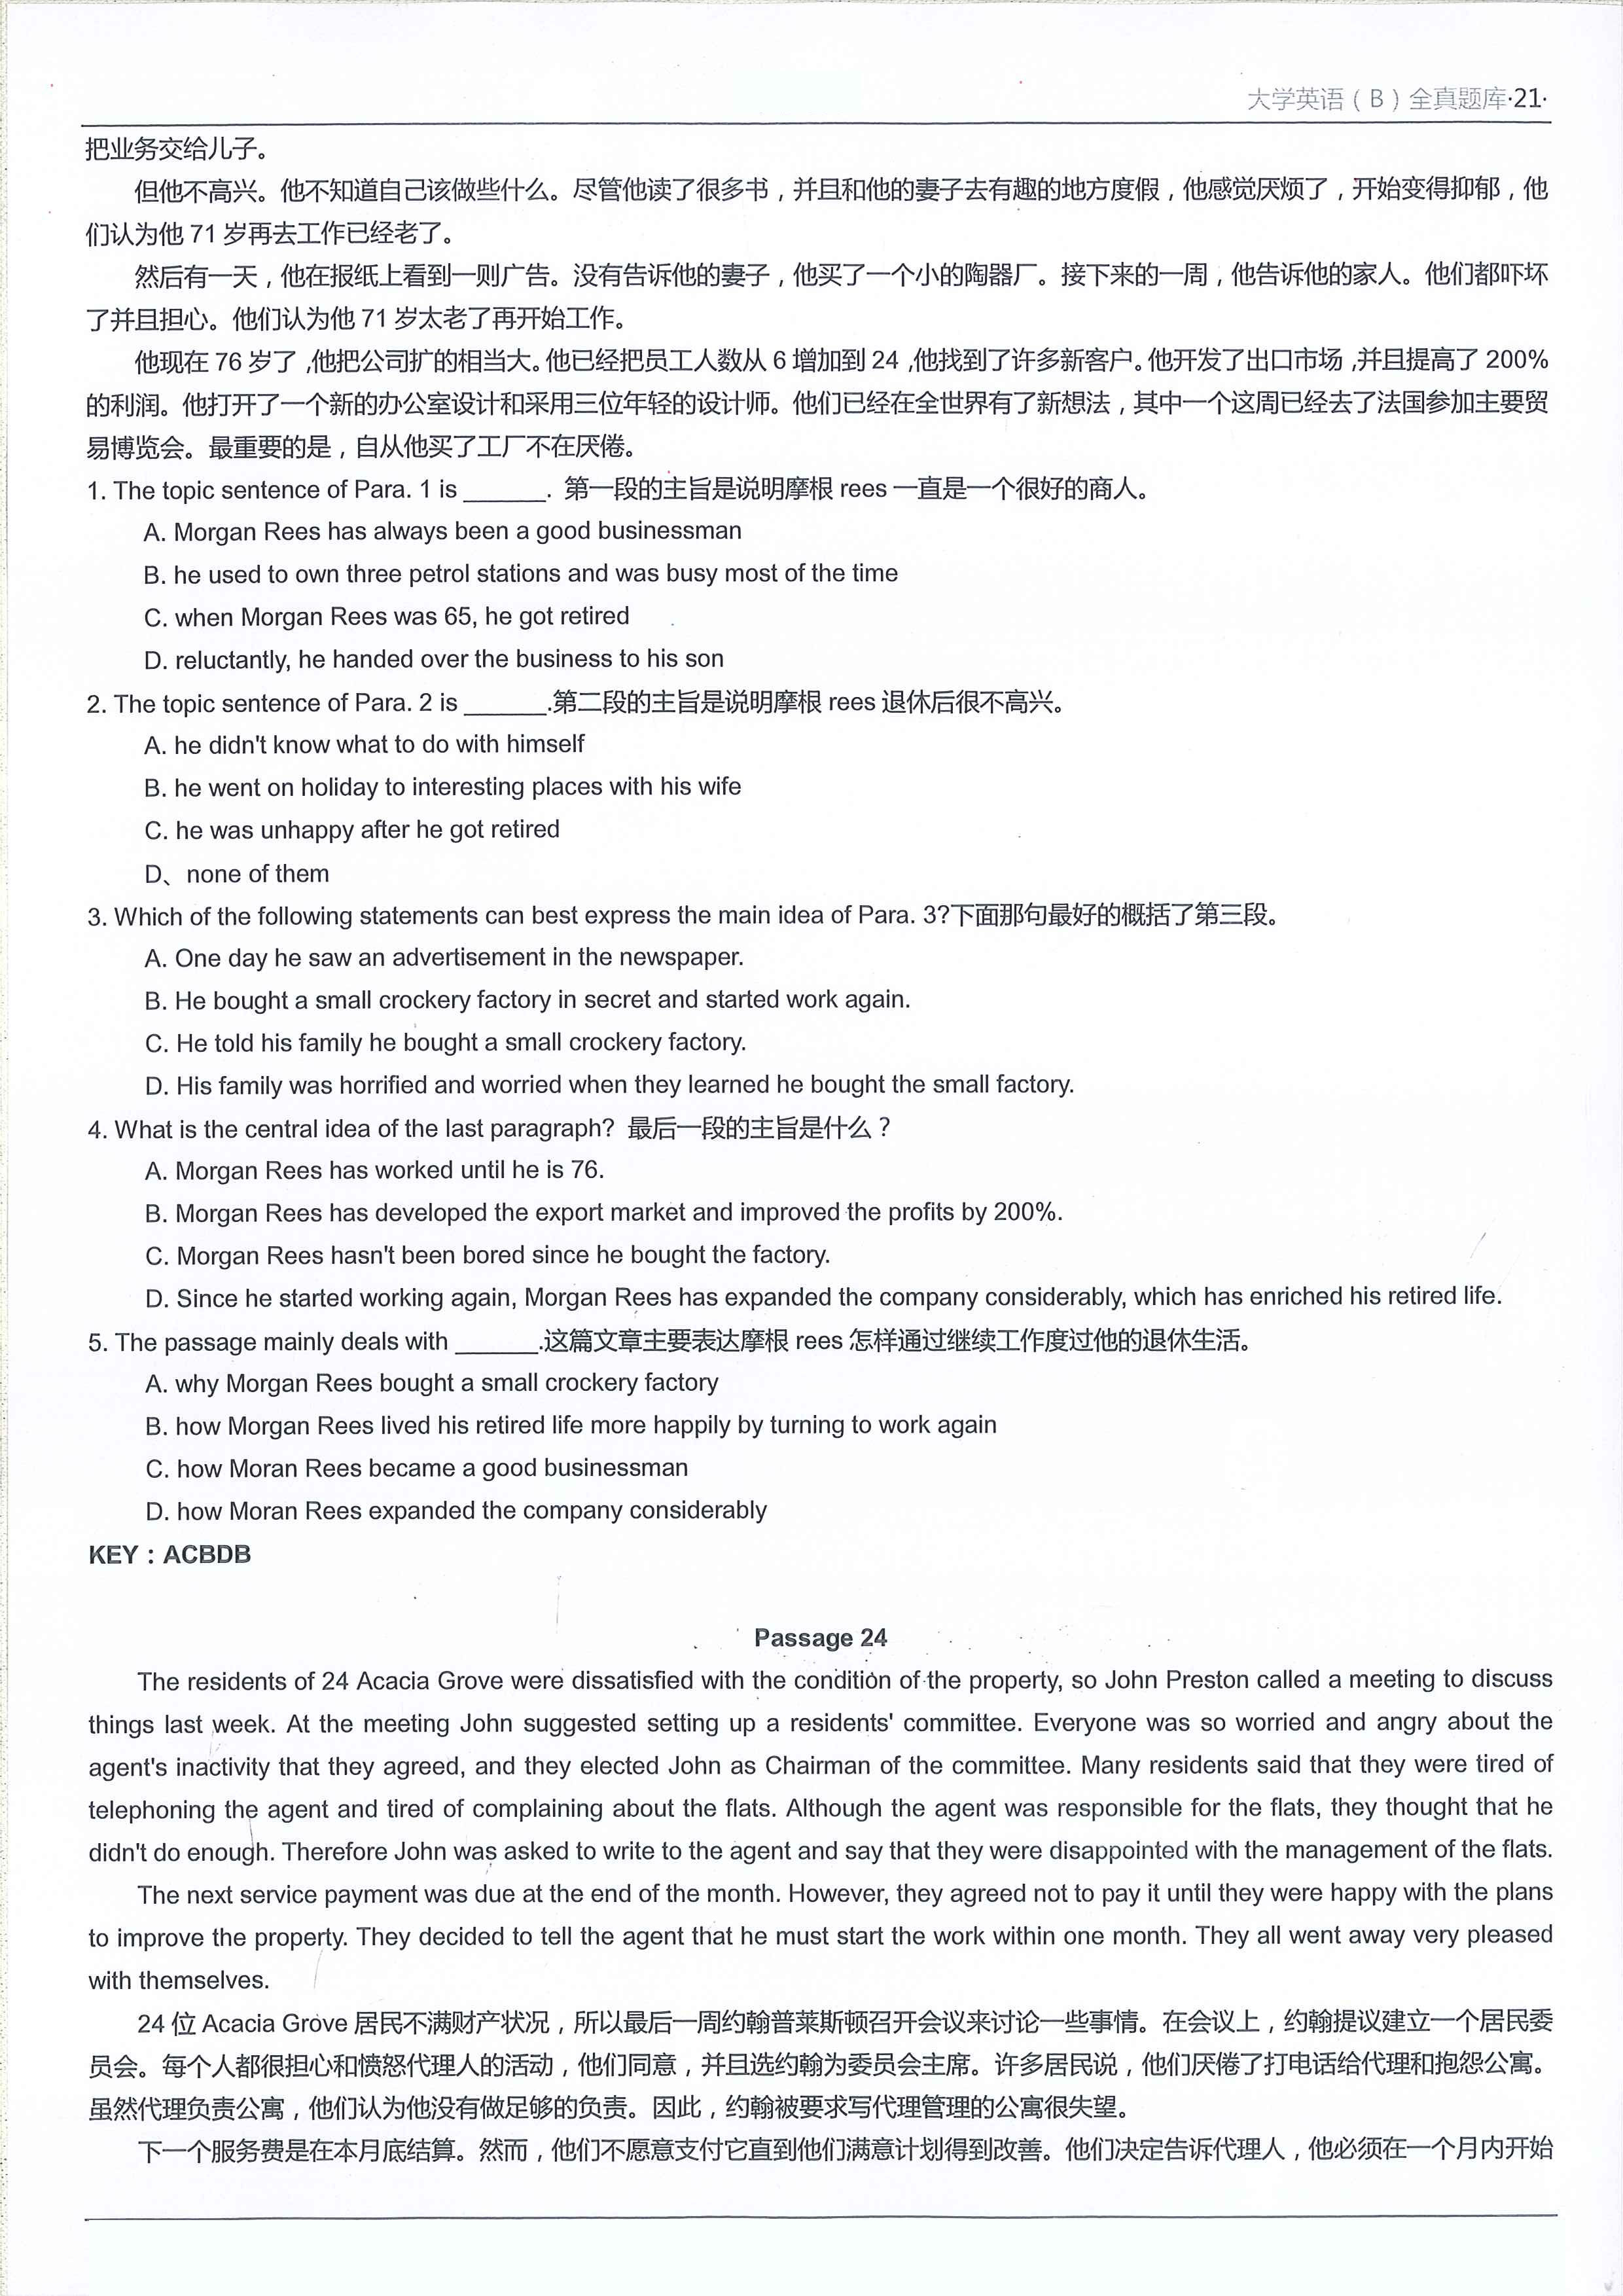 大学英语（B）全真题库·21·
把业务交给儿子。
但他不高兴。他不知道自己该做些什么。尽管他读了很多书，并且和他的妻子去有趣的地方度假，他感觉厌烦了，开始变得抑郁，他
们认为他 71 岁再去工作已经老了。
然后有一天，他在报纸上看到一则广告。没有告诉他的妻子，他买了一个小的陶器厂。接下来的一周，他告诉他的家人。他们都吓坏
了并且担心。他们认为他 71 岁太老了再开始工作。
他现在 76 岁了，他把公司扩的相当大。他已经把员工人数从 6 增加到 24，他找到了许多新客户。他开发了出口市场，并且提高了 200%
的利润。他打开了一个新的办公室设计和采用三位年轻的设计师。他们已经在全世界有了新想法，其中一个这周已经去了法国参加主要贸
易博览会。最重要的是，自从他买了工厂不在厌倦。
1. The topic sentence of Para. 1 is ______. 第一段的主旨是说明摩根 rees 一直是一个很好的商人。
A. Morgan Rees has always been a good businessman
B. he used to own three petrol stations and was busy most of the time
C. when Morgan Rees was 65, he got retired
D. reluctantly, he handed over the business to his son
2. The topic sentence of Para. 2 is ______.第二段的主旨是说明摩根 rees 退休后很不高兴。
A. he didn't know what to do with himself
B. he went on holiday to interesting places with his wife
C. he was unhappy after he got retired
D、none of them
3. Which of the following statements can best express the main idea of Para. 3?下面那句最好的概括了第三段。
A. One day he saw an advertisement in the newspaper.
B. He bought a small crockery factory in secret and started work again.
C. He told his family he bought a small crockery factory.
D. His family was horrified and worried when they learned he bought the small factory.
4. What is the central idea of the last paragraph? 最后一段的主旨是什么？
A. Morgan Rees has worked until he is 76.
B. Morgan Rees has developed the export market and improved the profits by 200%.
C. Morgan Rees hasn't been bored since he bought the factory.
D. Since he started working again, Morgan Rees has expanded the company considerably, which has enriched his retired life.
5. The passage mainly deals with ______.这篇文章主要表达摩根 rees 怎样通过继续工作度过他的退休生活。
A. why Morgan Rees bought a small crockery factory
B. how Morgan Rees lived his retired life more happily by turning to work again
C. how Moran Rees became a good businessman
D. how Moran Rees expanded the company considerably
KEY：ACBDB
Passage 24
The residents of 24 Acacia Grove were dissatisfied with the condition of the property, so John Preston called a meeting to discuss
things last week. At the meeting John suggested setting up a residents' committee. Everyone was so worried and angry about the
agent's inactivity that they agreed, and they elected John as Chairman of the committee. Many residents said that they were tired of
telephoning the agent and tired of complaining about the flats. Although the agent was responsible for the flats, they thought that he
didn't do enough. Therefore John was asked to write to the agent and say that they were disappointed with the management of the flats.
The next service payment was due at the end of the month. However, they agreed not to pay it until they were happy with the plans
to improve the property. They decided to tell the agent that he must start the work within one month. They all went away very pleased
with themselves.
24 位 Acacia Grove 居民不满财产状况，所以最后一周约翰普莱斯顿召开会议来讨论一些事情。在会议上，约翰提议建立一个居民委
员会。每个人都很担心和愤怒代理人的活动，他们同意，并且选约翰为委员会主席。许多居民说，他们厌倦了打电话给代理和抱怨公寓。
虽然代理负责公寓，他们认为他没有做足够的负责。因此，约翰被要求写代理管理的公寓很失望。
下一个服务费是在本月底结算。然而，他们不愿意支付它直到他们满意计划得到改善。他们决定告诉代理人，他必须在一个月内开始